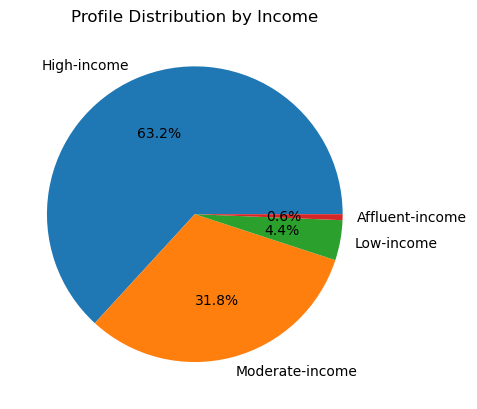 Profile Distribution by Income
High-income
63.2%
0.6%
Affluent-income
4.4%
Low-income
31.8%
Moderate-income